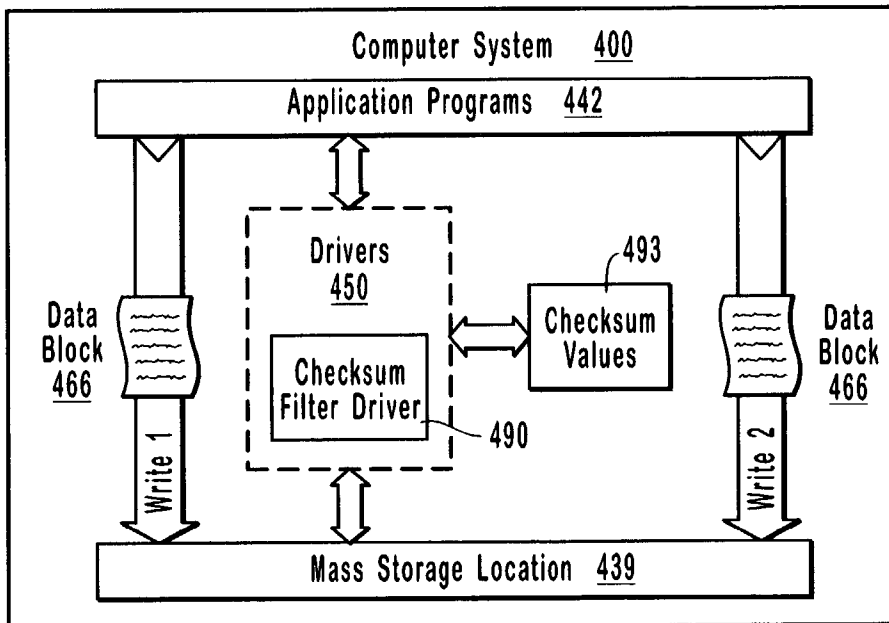 Computer System 400
Application Programs 442
Drivers
450
493
Checksum
Values
Data
Block
466
Checksum
Filter Driver
490
Data
Block
466
Write 1
Write 2
Mass Storage Location 439